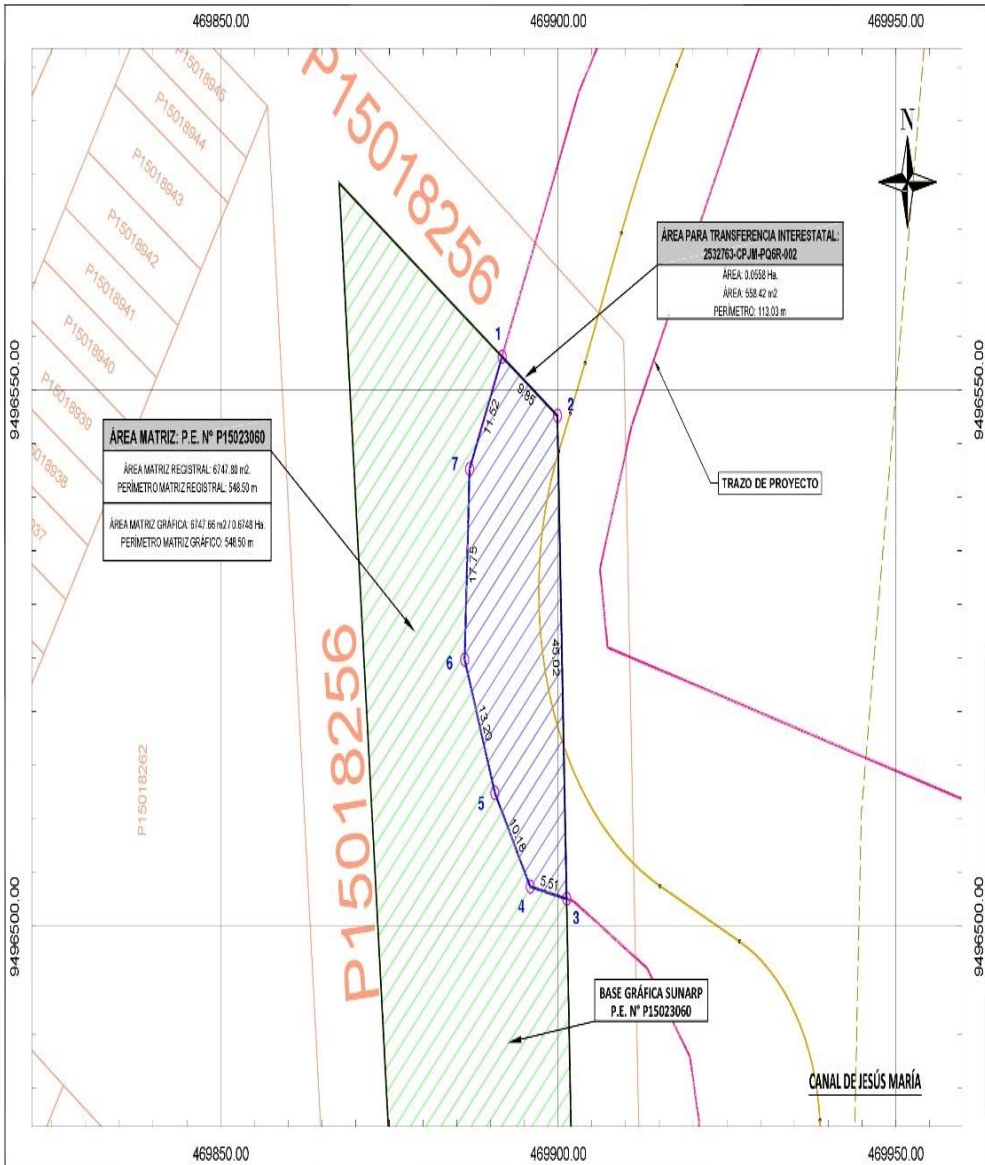 469850.00
469900.00
469950.00
P15018945
P15018944
P15018943
P15018942
P15018941
P15018940
P15018939
15018938
937
P15018256
N
ÁREA PARA TRANSFERENCIA INTERESTATAL:
2532763-CPJM-PQ6R-002
ÁREA: 0.0558 Ha.
ÁREA: 558.42 m2
PERÍMETRO: 113.03 m
1
9.85
2
9496550.00
9496550.00
11.52
7
ÁREA MATRIZ: P.E. N° P15023060
ÁREA MATRIZ REGISTRAL: 6747.80 m2.
PERÍMETRO MATRIZ REGISTRAL: 548.50 m
ÁREA MATRIZ GRÁFICA: 6747.66 m2 / 0.6748 Ha.
PERÍMETRO MATRIZ GRÁFICO: 548.50 m
TRAZO DE PROYECTO
17.75
45.02
6
13.20
P15018256
P15018262
5
10.18
5.51
4
3
9496500.00
9496500.00
BASE GRÁFICA SUNARP
P.E. N° P15023060
CANAL DE JESÚS MARÍA
469850.00
469900.00
469950.00